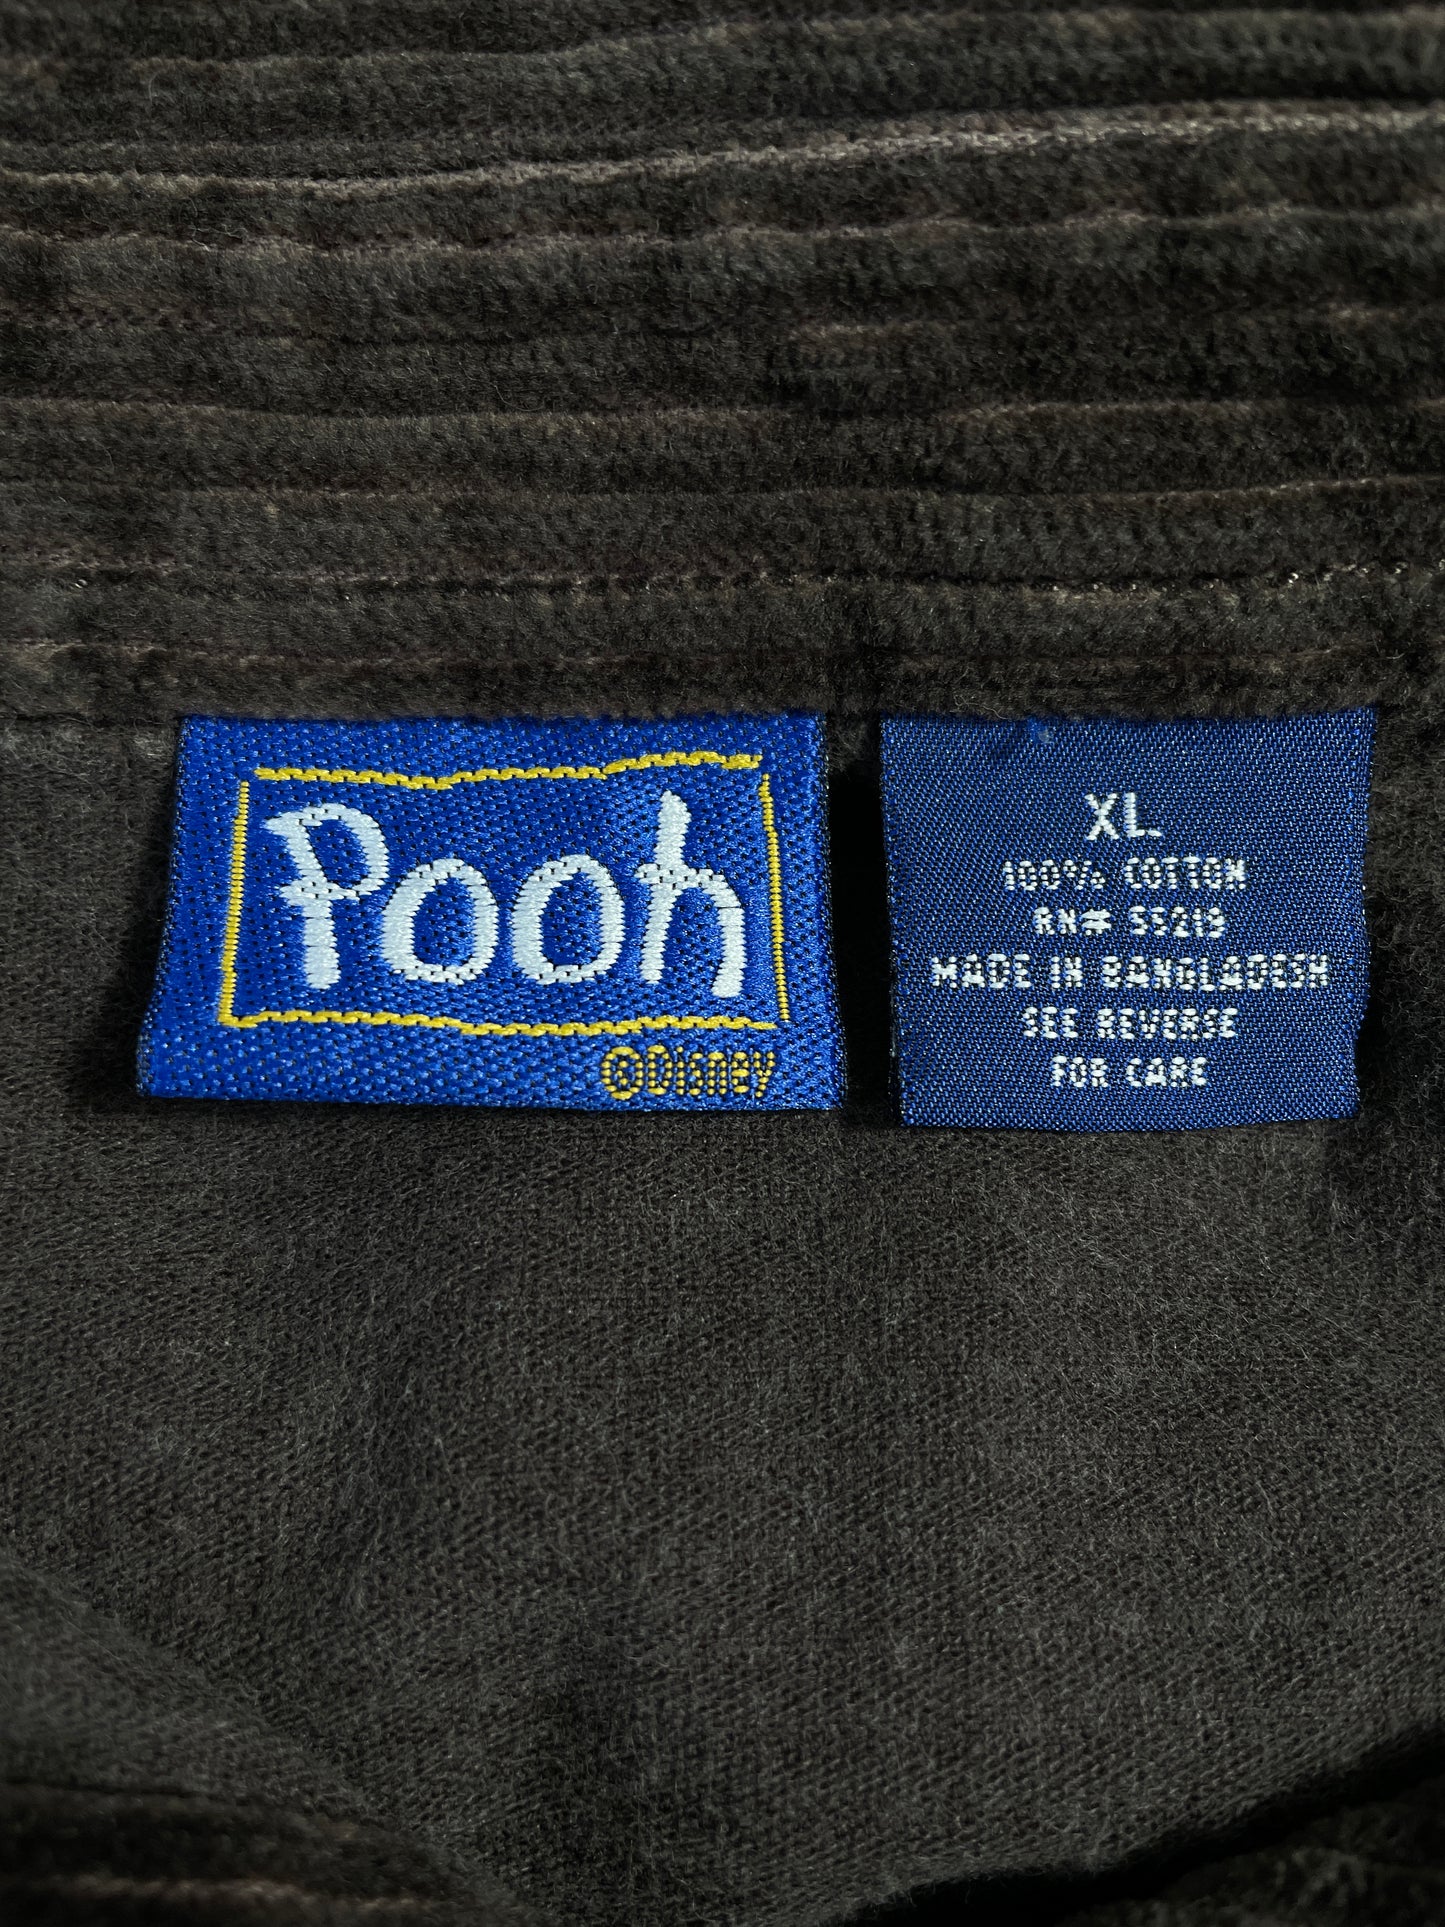 Pooh
©Disney
XL
100% COTTON
RN# 55219
MADE IN BANGLADESH
SEE REVERSE
FOR CARE